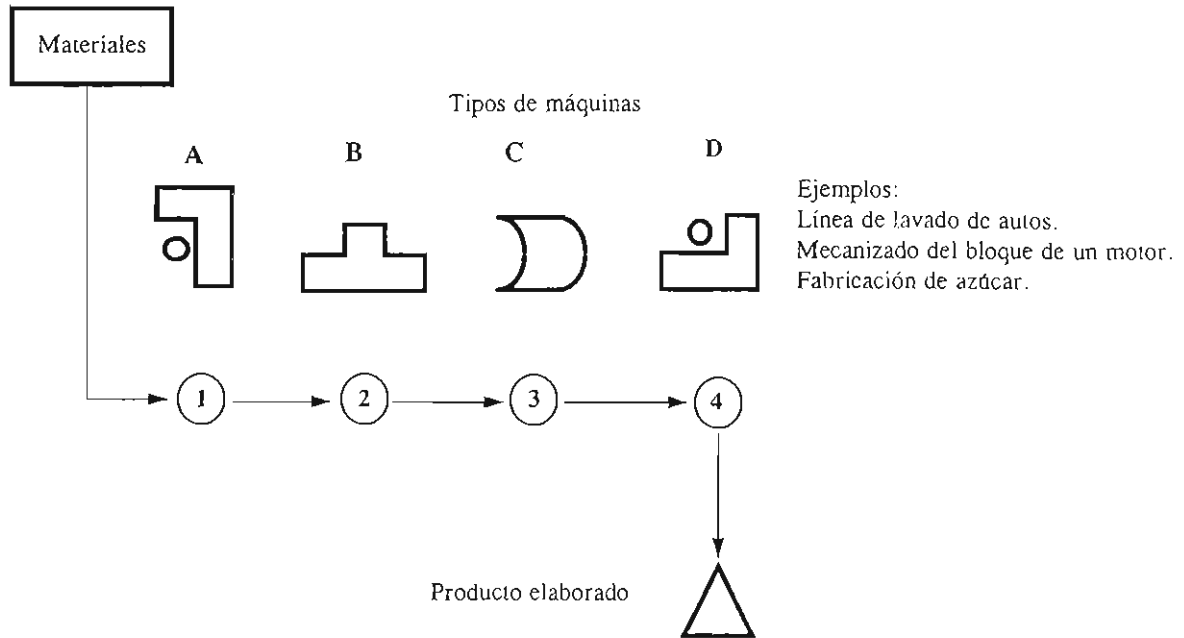 Materiales
Tipos de máquinas
A B C D
Ejemplos:
Línea de lavado de autos.
Mecanizado del bloque de un motor.
Fabricación de azúcar.
1 2 3 4
Producto elaborado